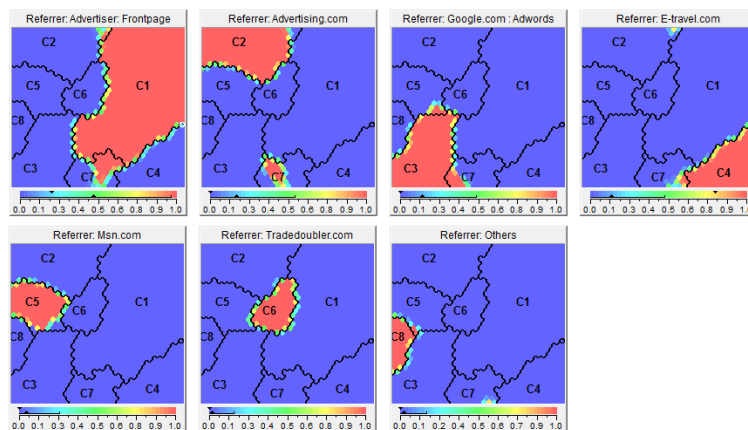 Referrer: Advertiser: Frontpage
C2
C1
C5
C6
C8
C3
C7
C4
0.0 0.1 0.2 0.3 0.4 0.5 0.6 0.7 0.8 0.9 1.0
Referrer: Advertising.com
C2
C1
C5
C6
C8
C3
C7
C4
0.0 0.1 0.2 0.3 0.4 0.5 0.6 0.7 0.8 0.9 1.0
Referrer: Google.com : Adwords
C2
C1
C5
C6
C8
C3
C7
C4
0.0 0.1 0.2 0.3 0.4 0.5 0.6 0.7 0.8 0.9 1.0
Referrer: E-travel.com
C2
C1
C5
C6
C8
C3
C7
C4
0.0 0.1 0.2 0.3 0.4 0.5 0.6 0.7 0.8 0.9 1.0
Referrer: Msn.com
C2
C1
C5
C6
C8
C3
C7
C4
0.0 0.1 0.2 0.3 0.4 0.5 0.6 0.7 0.8 0.9 1.0
Referrer: Tradedoubler.com
C2
C1
C5
C6
C8
C3
C7
C4
0.0 0.1 0.2 0.3 0.4 0.5 0.6 0.7 0.8 0.9 1.0
Referrer: Others
C2
C1
C5
C6
C8
C3
C7
C4
0.0 0.1 0.2 0.3 0.4 0.5 0.6 0.7 0.8 0.9 1.0